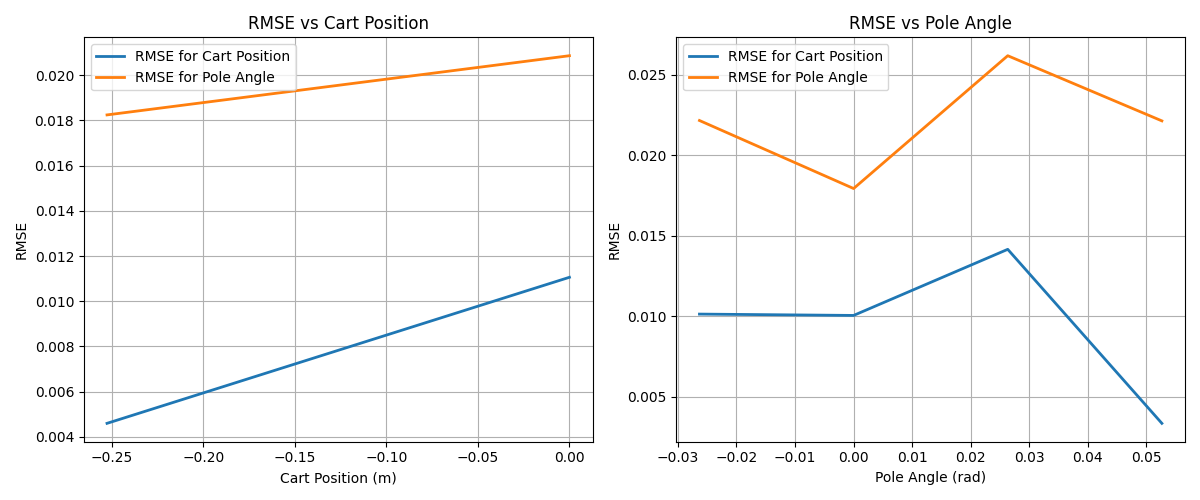 RMSE vs Cart Position
RMSE for Cart Position
RMSE for Pole Angle
0.020
0.018
0.016
0.014
0.012
0.010
0.008
0.006
0.004
RMSE
−0.25 −0.20 −0.15 −0.10 −0.05 0.00
Cart Position (m)
RMSE vs Pole Angle
RMSE for Cart Position
RMSE for Pole Angle
0.025
0.020
0.015
0.010
0.005
RMSE
−0.03 −0.02 −0.01 0.00 0.01 0.02 0.03 0.04 0.05
Pole Angle (rad)